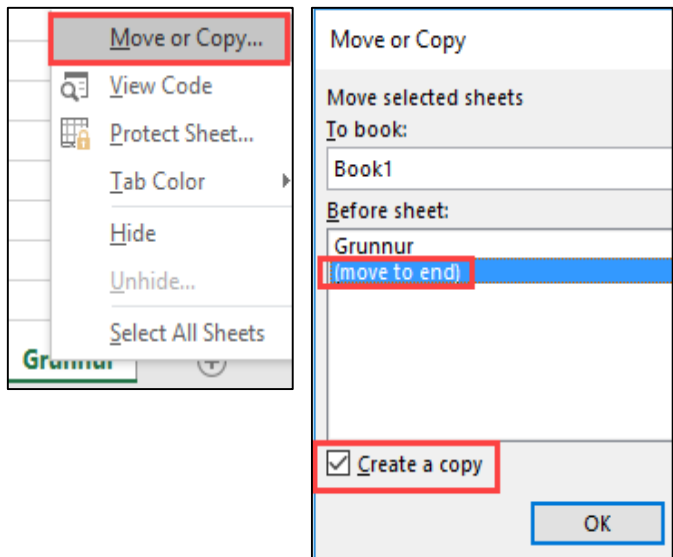 Move or Copy...
View Code
Protect Sheet...
Tab Color
Hide
Unhide...
Select All Sheets
Grunnur
Move or Copy
Move selected sheets
To book:
Book1
Before sheet:
Grunnur
(move to end)
Create a copy
OK